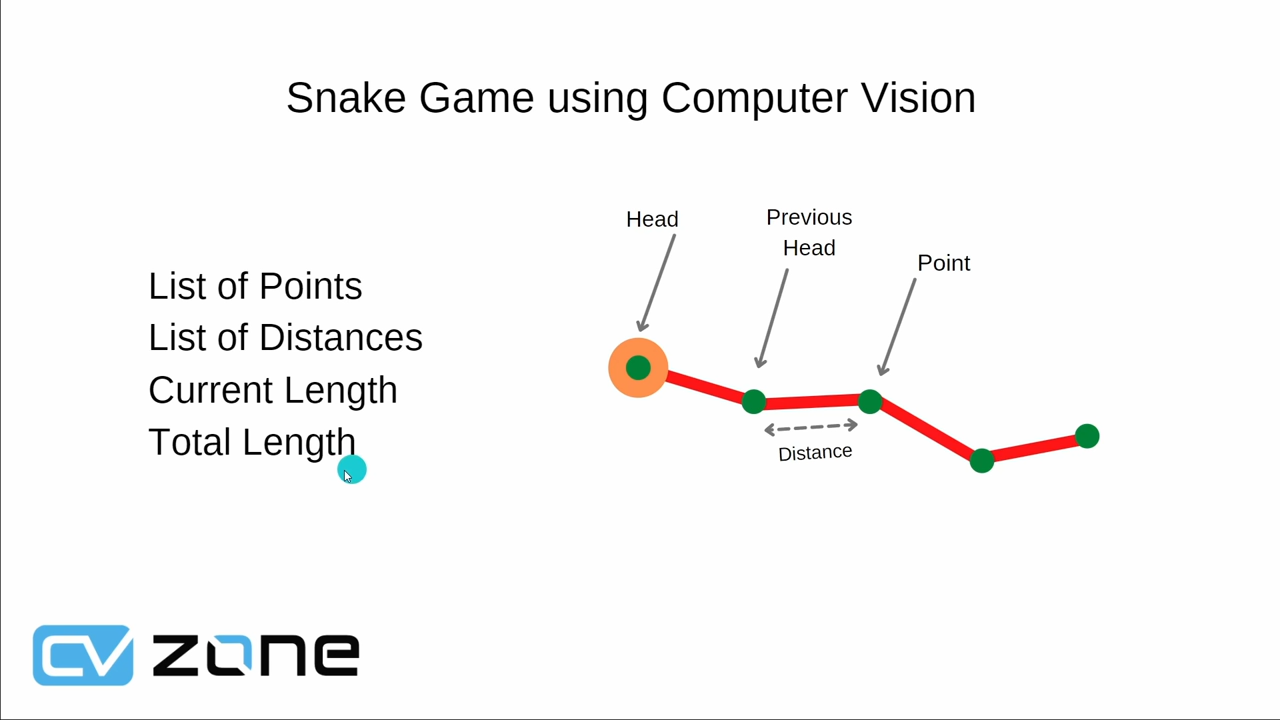 Snake Game using Computer Vision
Head
Previous
Head
Point
List of Points
List of Distances
Current Length
Total Length
Distance
CV zone